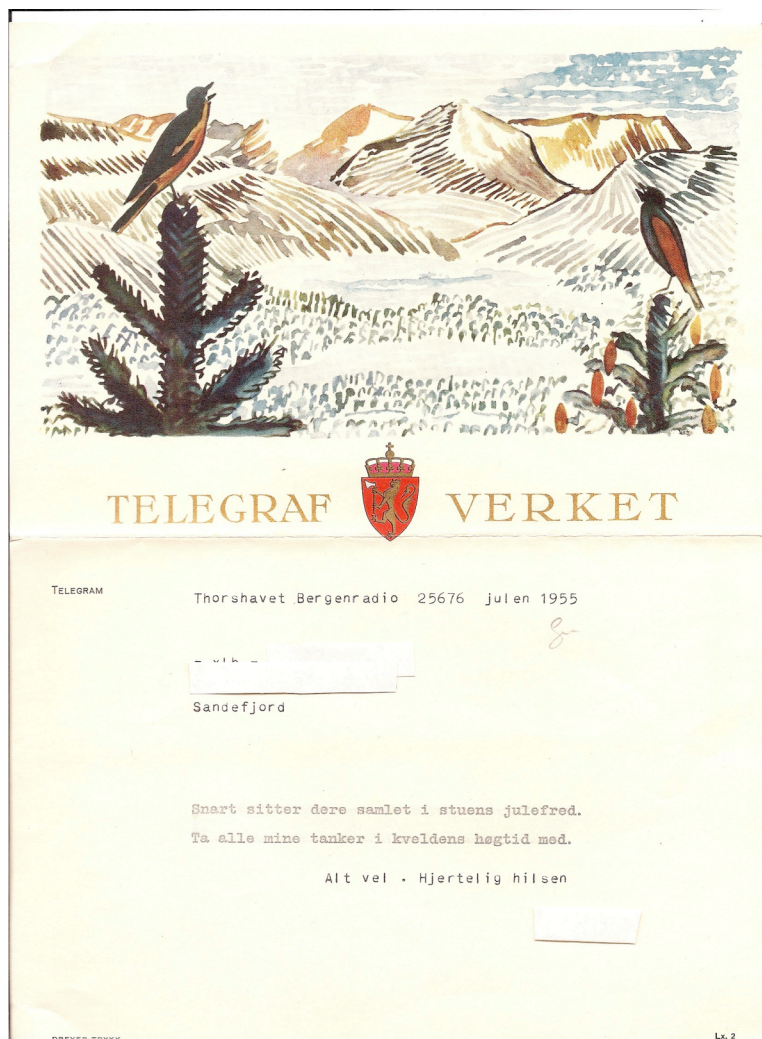 TELEGRAF VERKET
TELEGRAM
Thorshavet Bergenradio 25676 julen 1955
Sandefjord
Snart sitter dere samlet i stuens julefred.
Ta alle mine tanker i kveldens høgtid med.
Alt vel . Hjertelig hilsen
Lx. 2